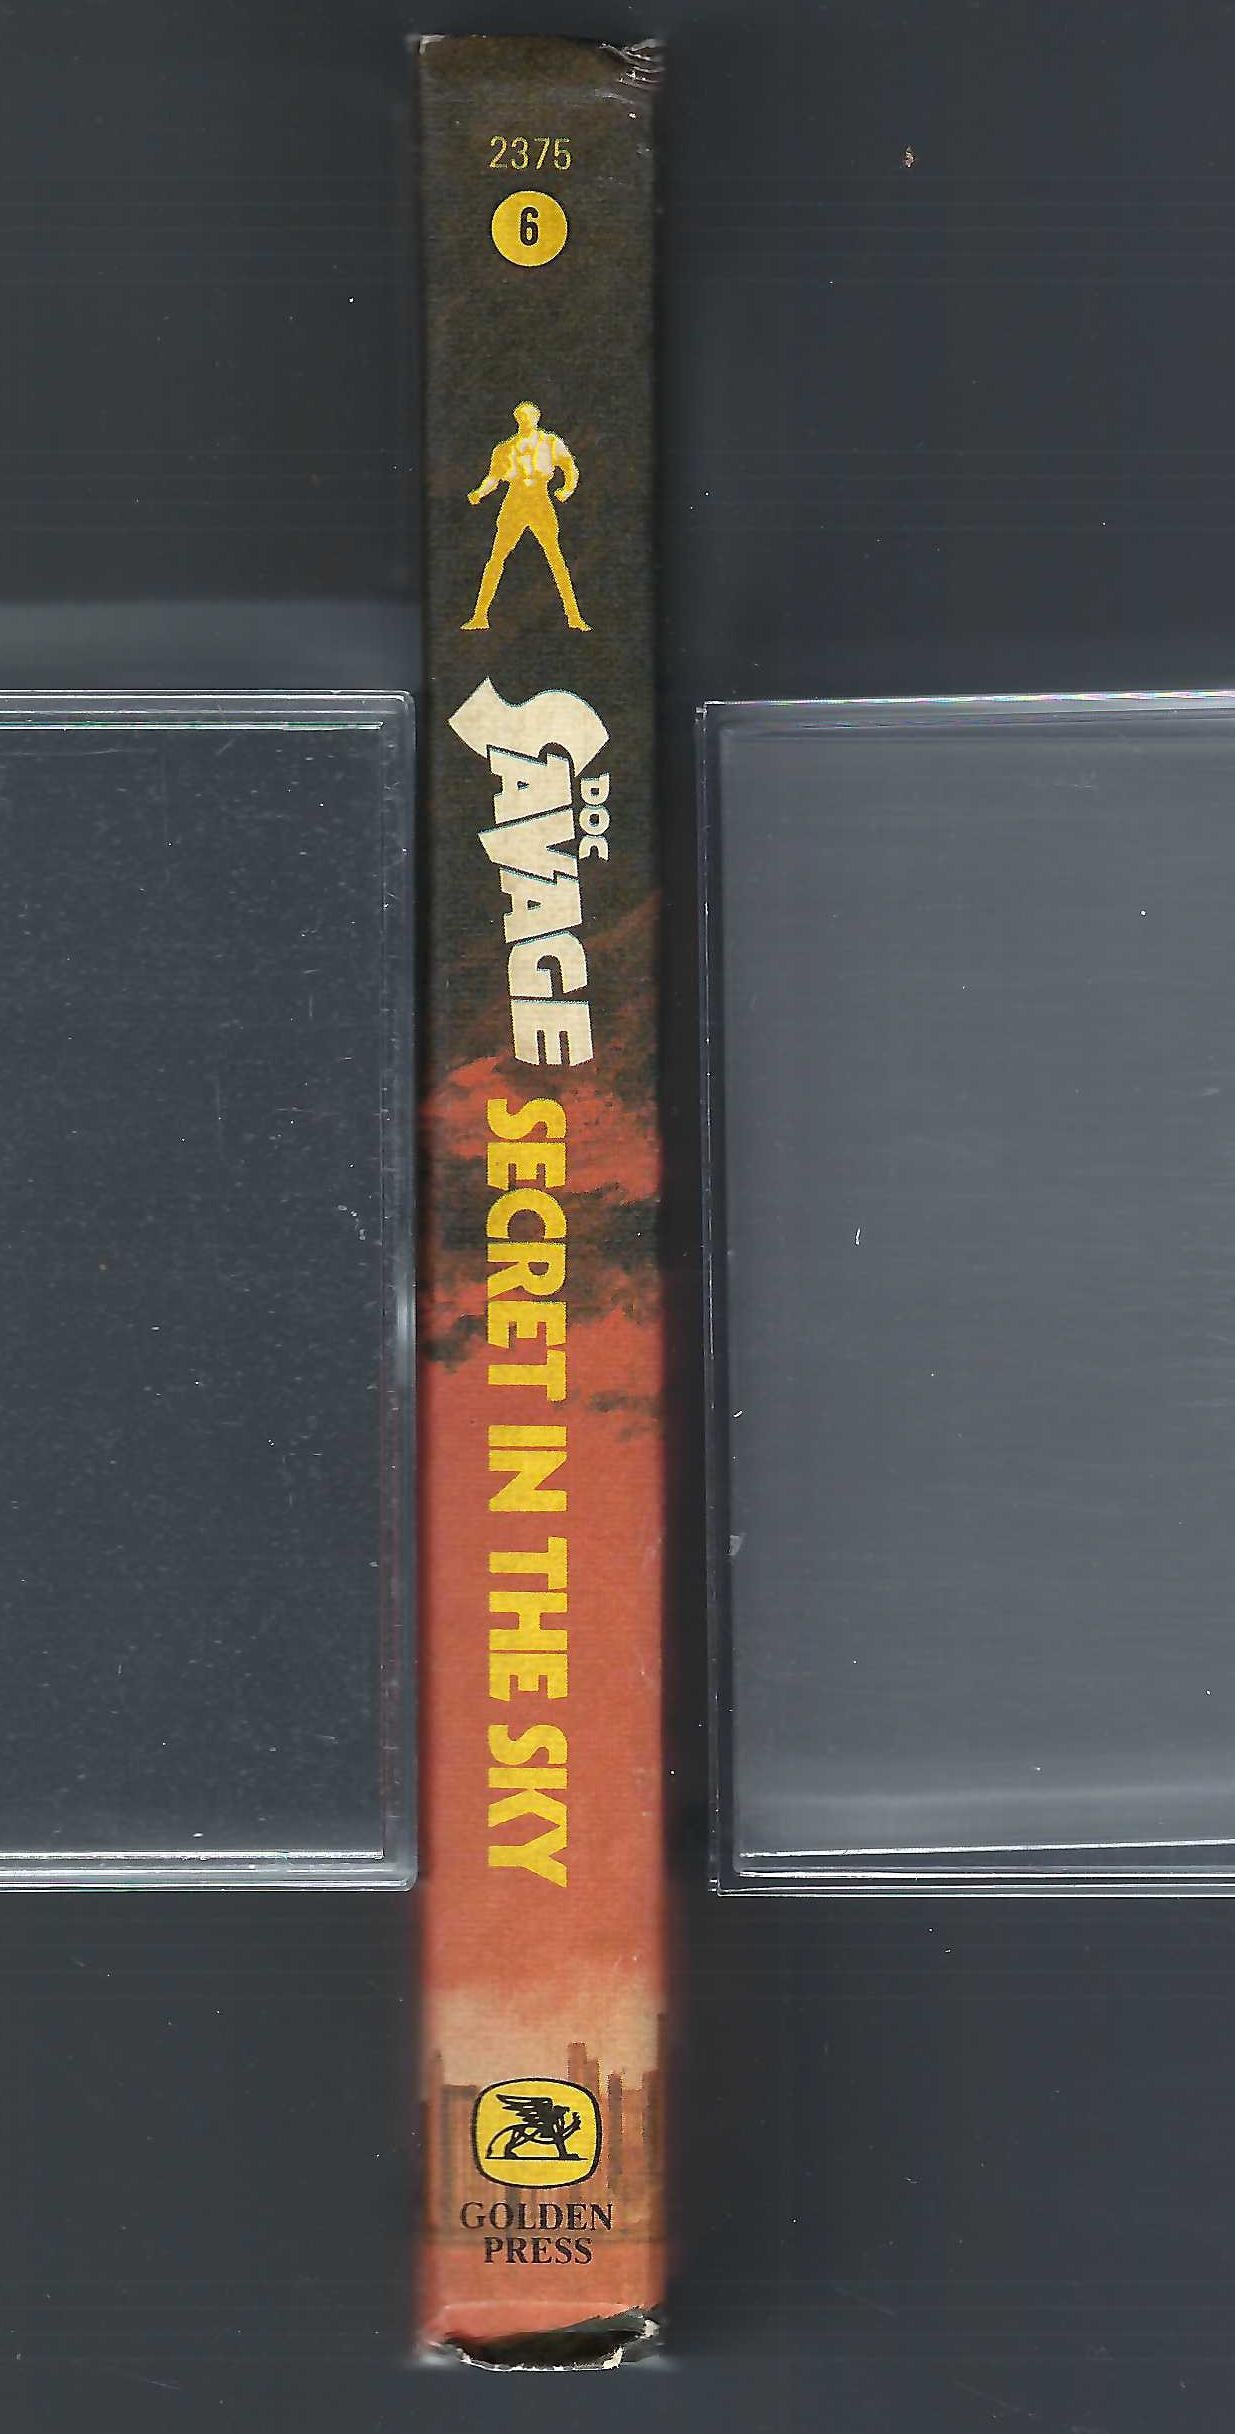 2375
6
DOC
SAVAGE
SECRET IN THE SKY
GOLDEN
PRESS